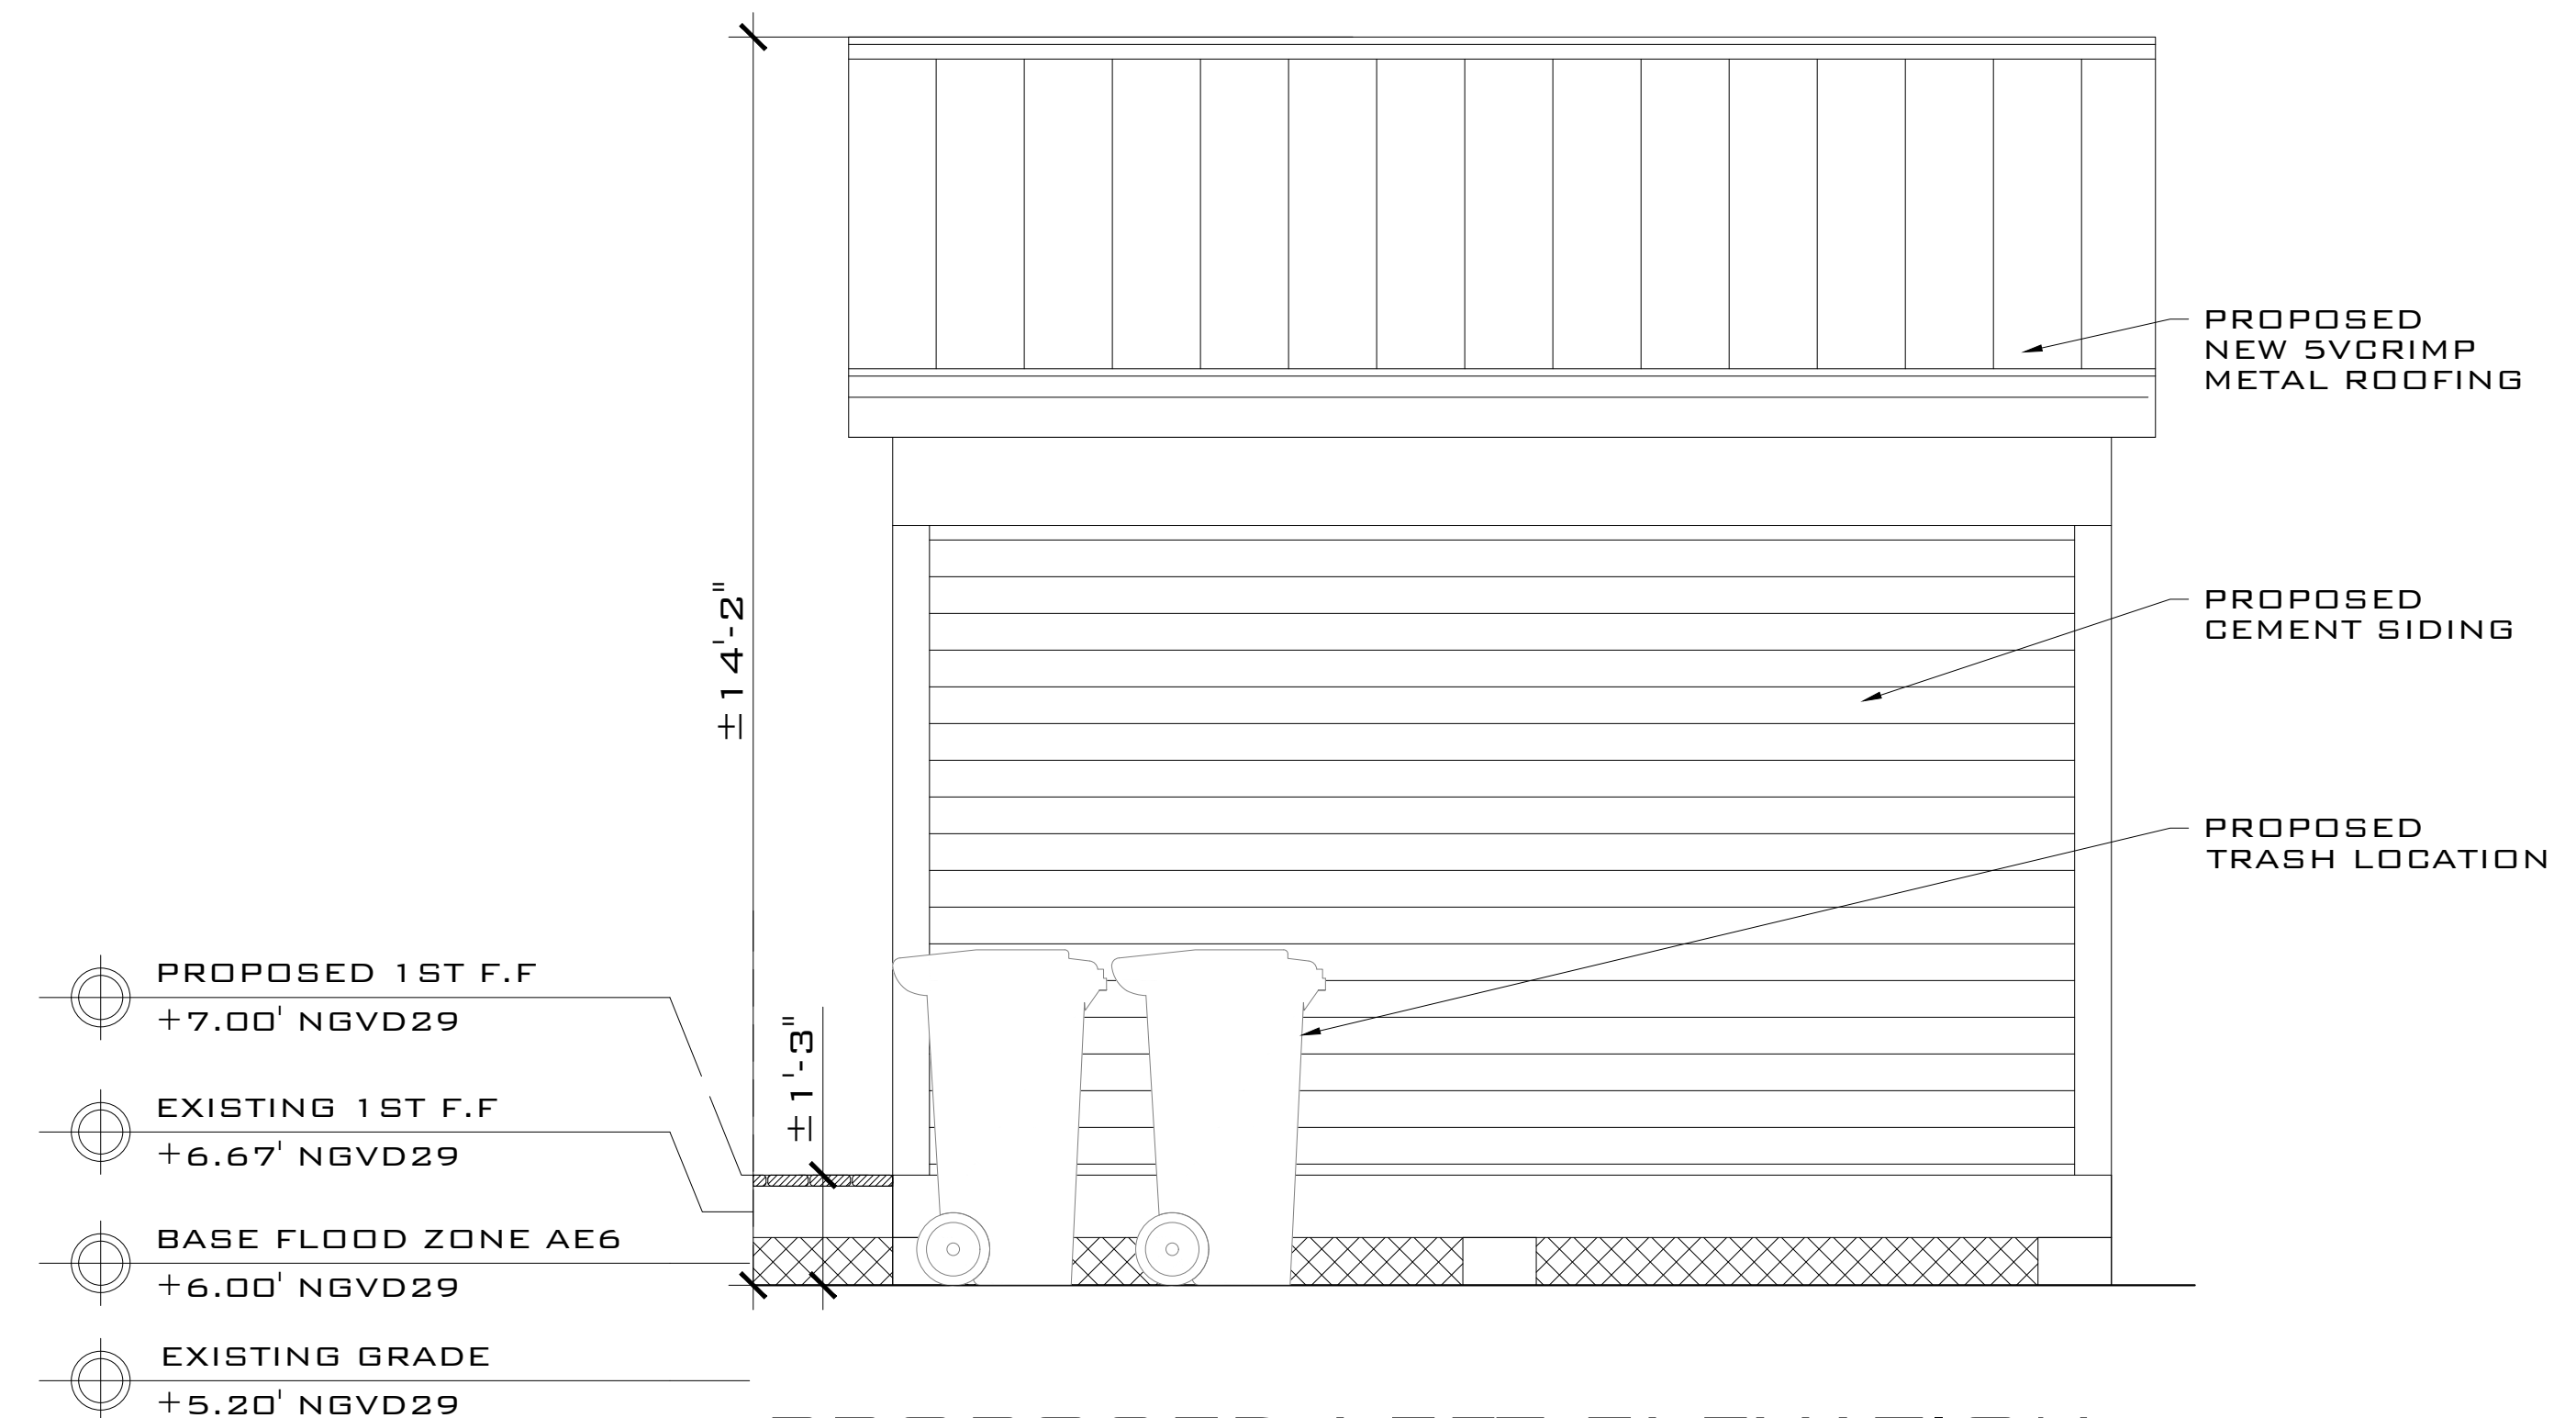 PROPOSED
NEW 5VCRIMP
METAL ROOFING
±14'-2"
PROPOSED
CEMENT SIDING
PROPOSED
TRASH LOCATION
PROPOSED 1ST F.F
+7.00' NGVD29
±1'-3"
EXISTING 1ST F.F
+6.67' NGVD29
BASE FLOOD ZONE AE6
+6.00' NGVD29
EXISTING GRADE
+5.20' NGVD29